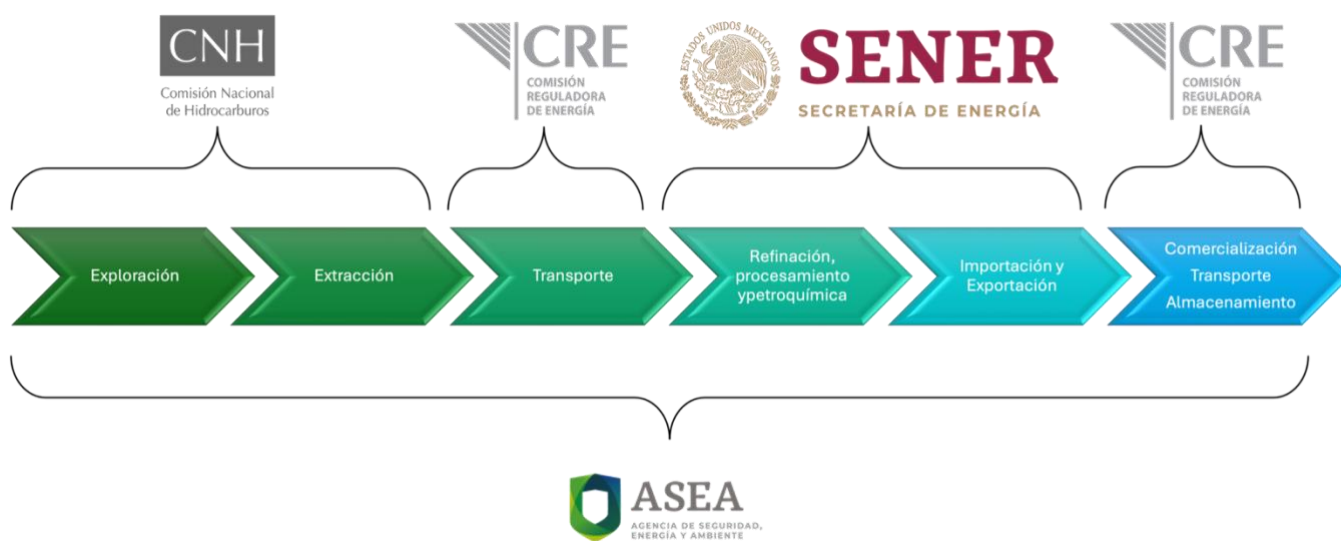 CNH
Comisión Nacional
de Hidrocarburos
CRE
COMISIÓN
REGULADORA
DE ENERGÍA
ESTADOS UNIDOS MEXICANOS
SENER
SECRETARÍA DE ENERGÍA
CRE
COMISIÓN
REGULADORA
DE ENERGÍA
Exploración
Extracción
Transporte
Refinación,
procesamiento
ypetroquímica
Importación y
Exportación
Comercialización
Transporte
Almacenamiento
ASEA
AGENCIA DE SEGURIDAD,
ENERGÍA Y AMBIENTE